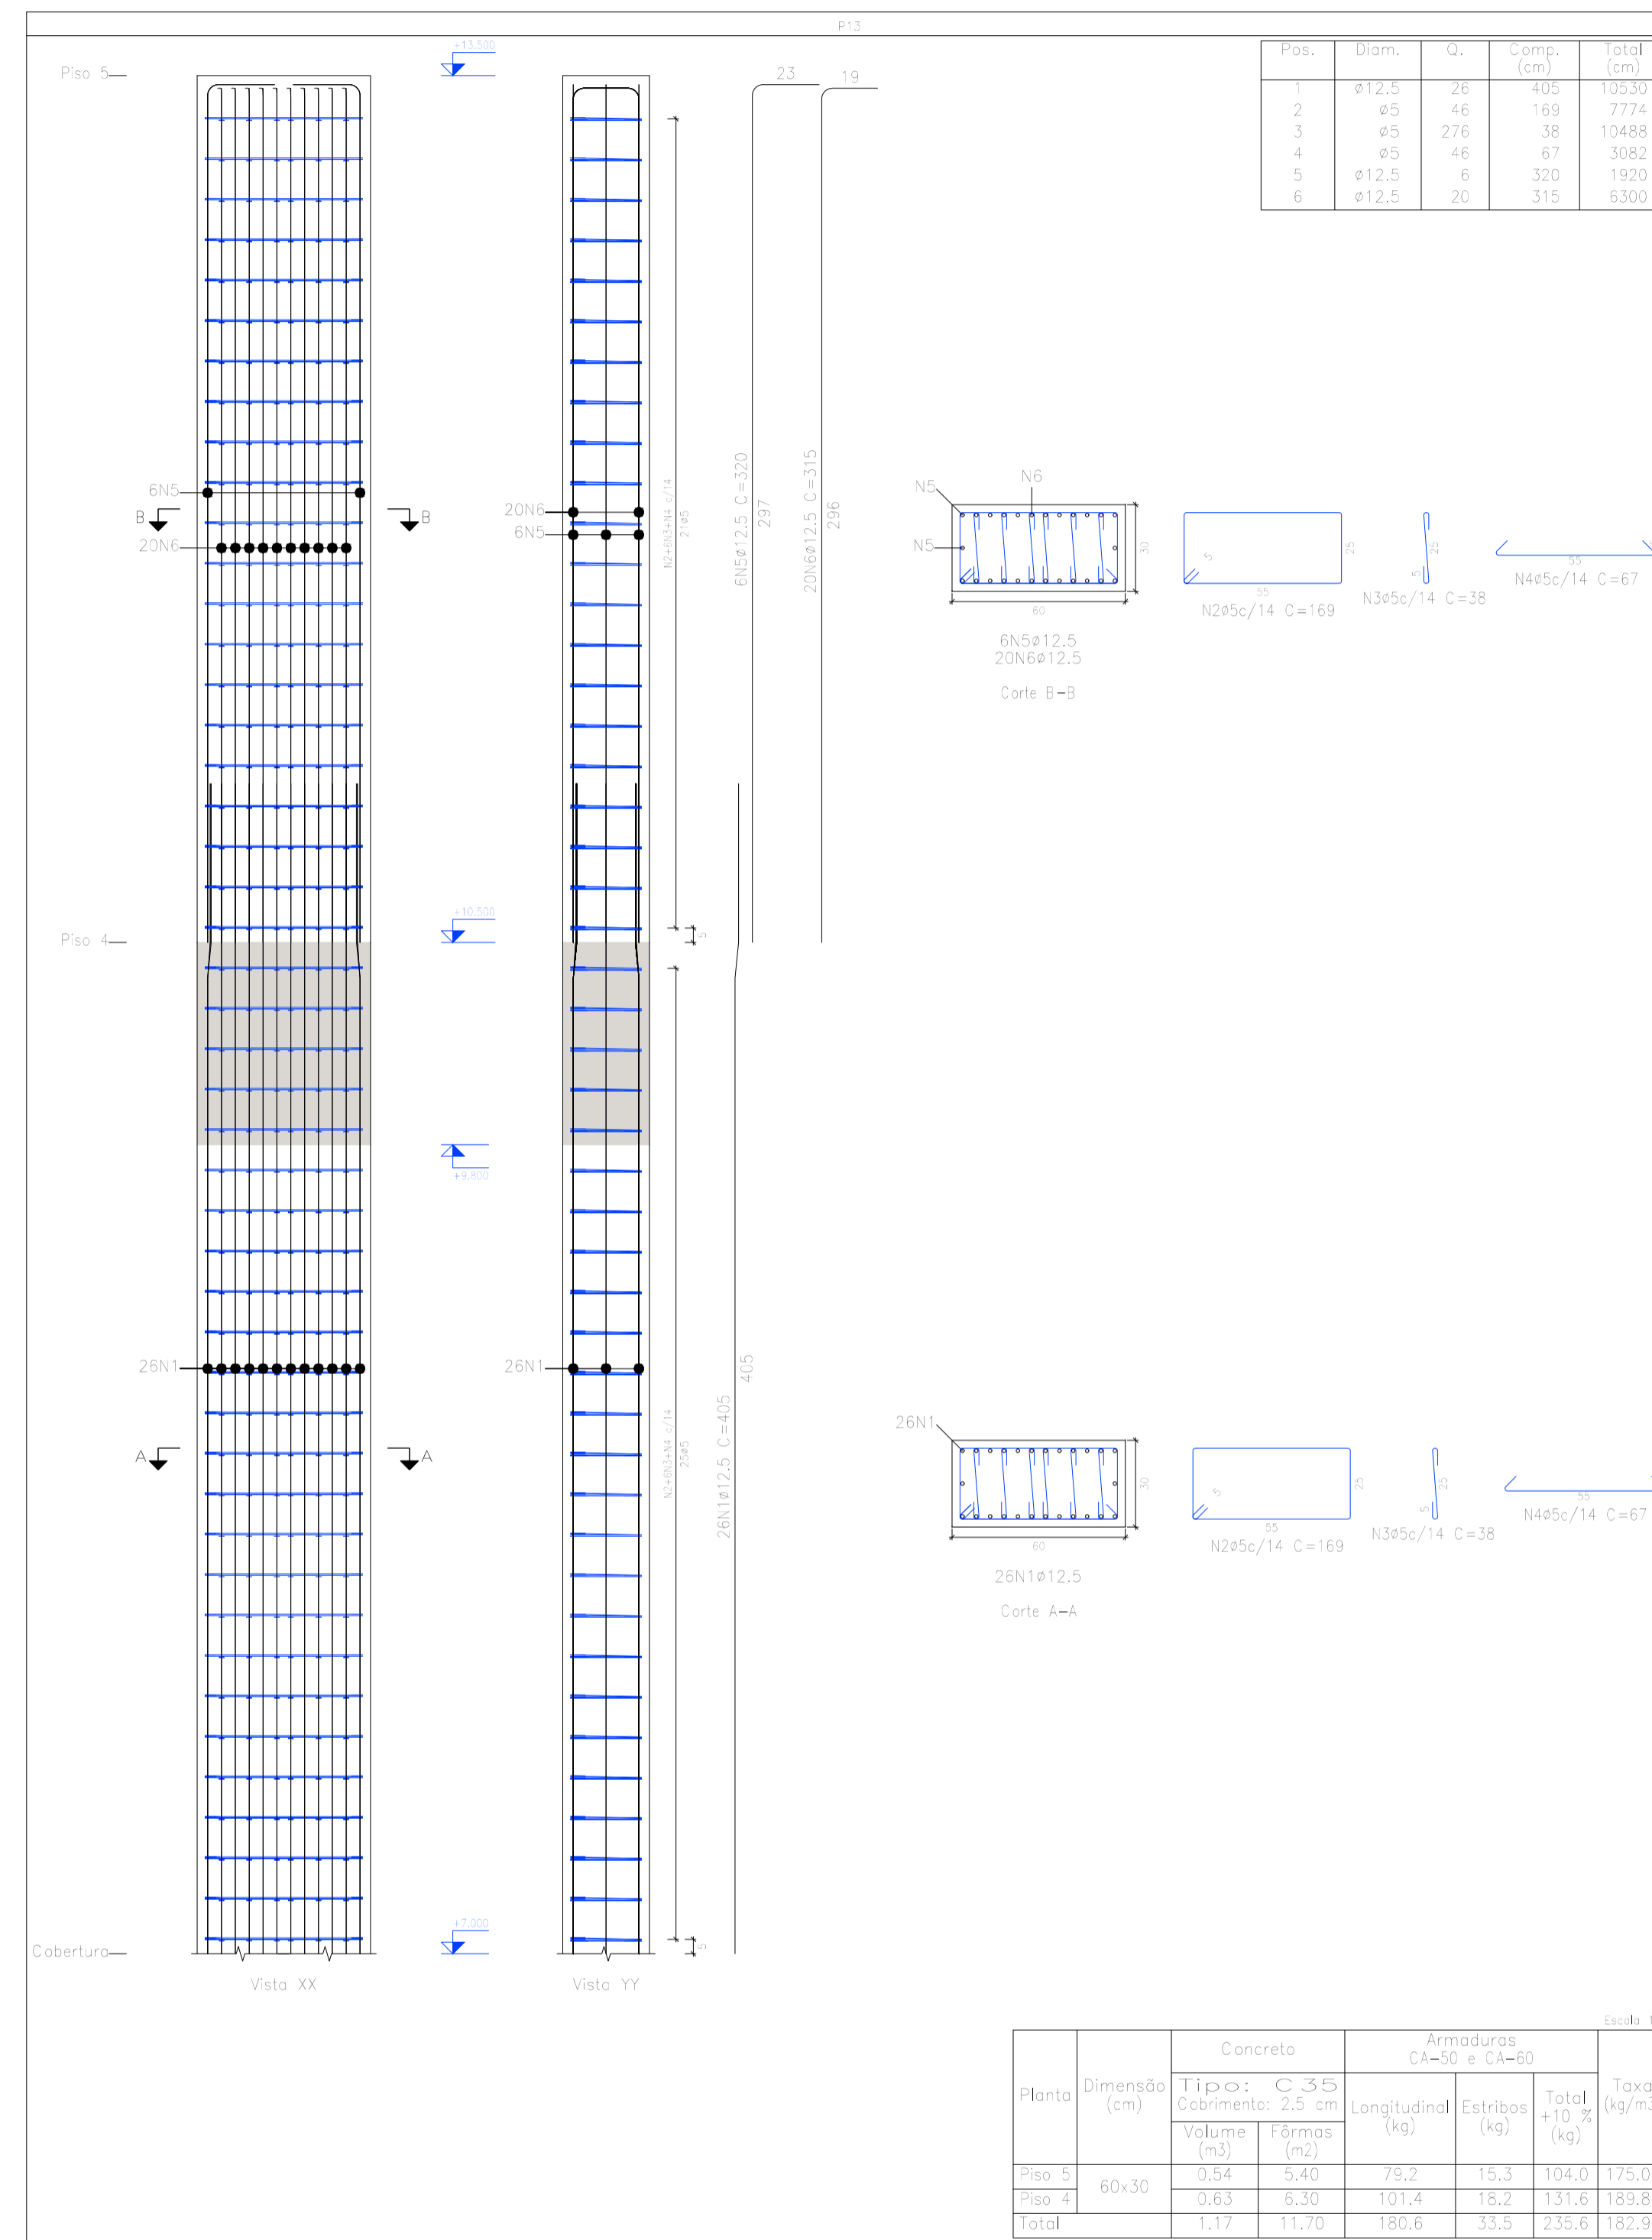 P13
Pos. Diam. Q. Comp. (cm) Total (cm)
1 ø12.5 26 405 10530
2 ø5 46 169 7774
3 ø5 276 38 10488
4 ø5 46 67 3082
5 ø12.5 6 320 1920
6 ø12.5 20 315 6300
+13.500
Piso 5
23
19
6N5
B
B
20N6
20N6
6N5
N2+6N3+N4 c/14
21ø5
6N5ø12.5 C=320
297
20N6ø12.5 C=315
296
N5
N6
N5
30
60
6N5ø12.5
20N6ø12.5
Corte B-B
5
25
55
N2ø5c/14 C=169
25
5
N3ø5c/14 C=38
55
N4ø5c/14 C=67
+10.500
Piso 4
5
+9.800
26N1
26N1
A
A
N2+6N3+N4 c/14
25ø5
26N1ø12.5 C=405
405
26N1
30
60
26N1ø12.5
Corte A-A
5
25
55
N2ø5c/14 C=169
25
5
N3ø5c/14 C=38
55
N4ø5c/14 C=67
+7.000
Cobertura
5
Vista XX
Vista YY
Escala 1
Planta
Dimensão
(cm)
Concreto
Tipo: C35
Cobrimento: 2.5 cm
Volume
(m3)
Fôrmas
(m2)
Armaduras
CA-50 e CA-60
Longitudinal
(kg)
Estribos
(kg)
Total
+10 %
(kg)
Taxa
(kg/m3
Piso 5 60x30 0.54 5.40 79.2 15.3 104.0 175.0
Piso 4 0.63 6.30 101.4 18.2 131.6 189.8
Total 1.17 11.70 180.6 33.5 235.6 182.9